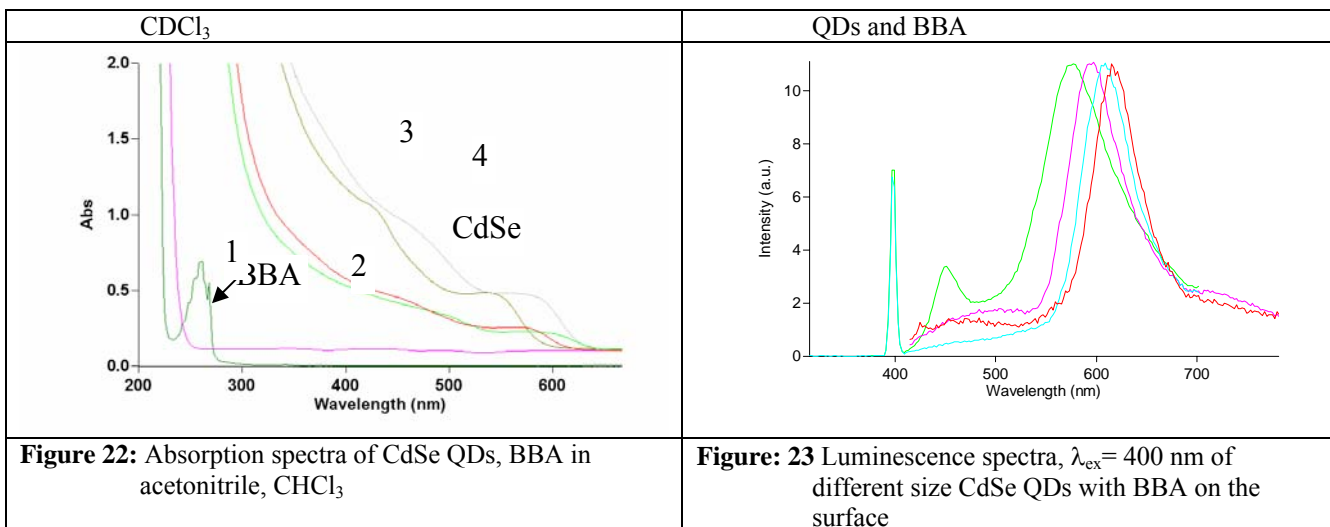 CDCl₃
QDs and BBA
2.0
1.5
1.0
0.5
0.0
Abs
3
4
CdSe
1
2
BBA
200 300 400 500 600
Wavelength (nm)
10
8
6
4
2
0
Intensity (a.u.)
400 500 600 700
Wavelength (nm)
Figure 22: Absorption spectra of CdSe QDs, BBA in
acetonitrile, CHCl₃
Figure: 23 Luminescence spectra, λₑₓ= 400 nm of
different size CdSe QDs with BBA on the
surface